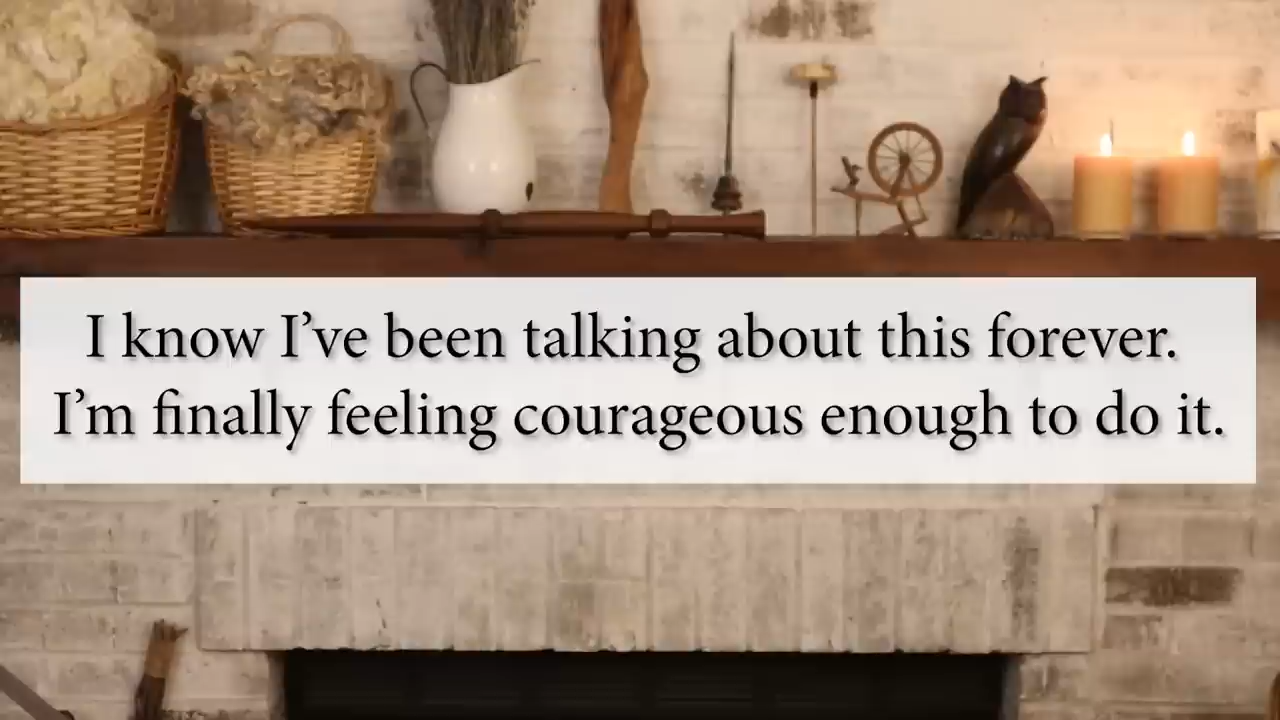 I know I’ve been talking about this forever.
I’m finally feeling courageous enough to do it.